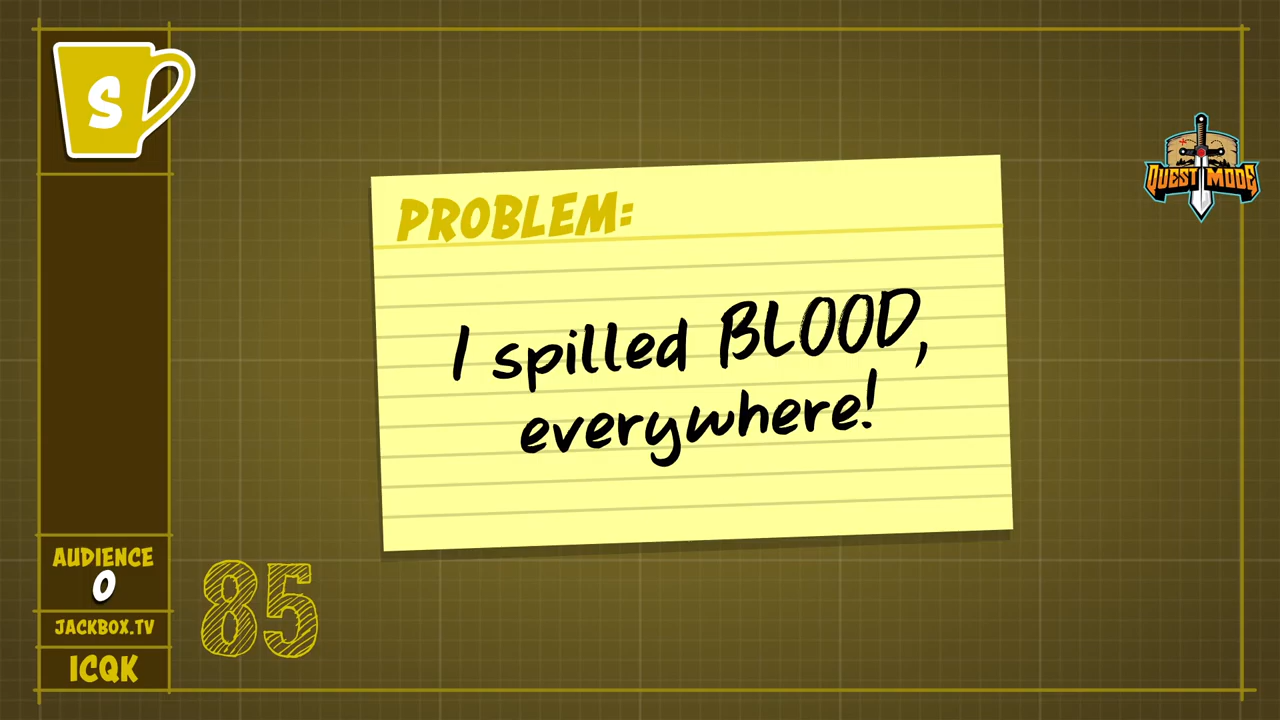 S
QUEST MODE
PROBLEM:
I spilled BLOOD,
everywhere!
AUDIENCE
0
JACKBOX.TV
ICQK
85